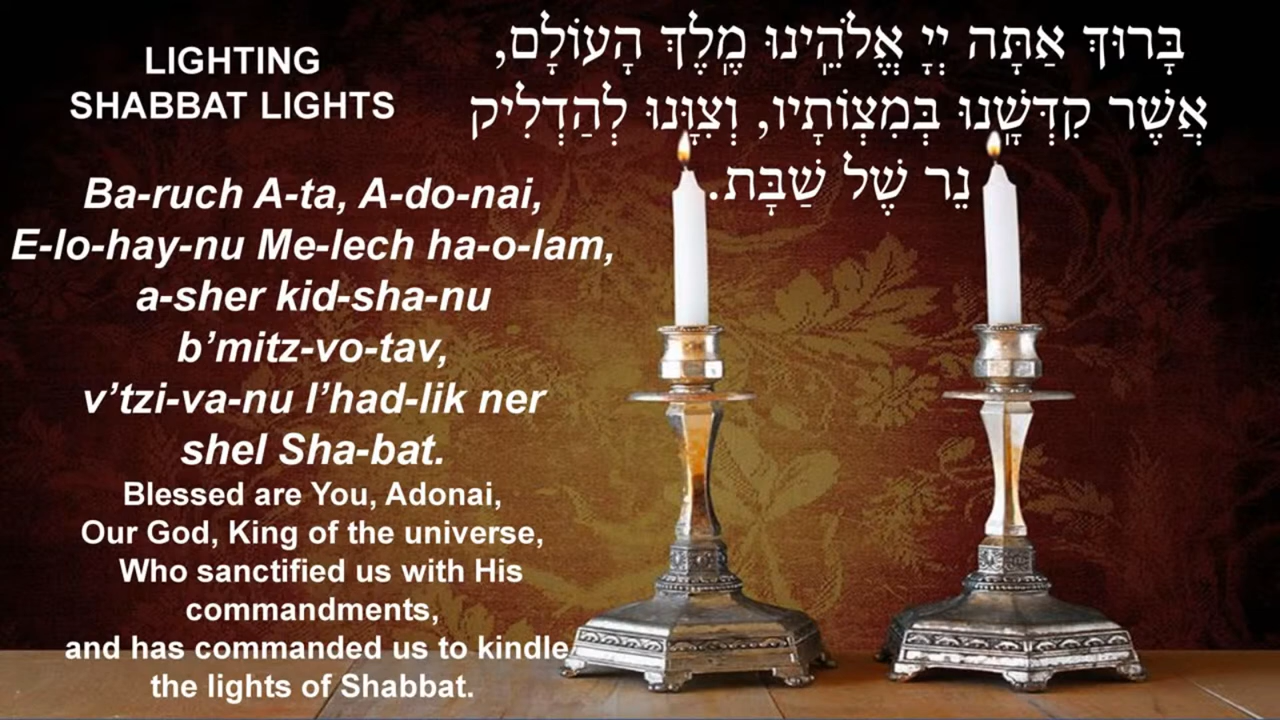 LIGHTING
SHABBAT LIGHTS
בָּרוּךְ אַתָּה יְיָ אֱלֹהֵֽינוּ מֶֽלֶךְ הָעוֹלָם,
אֲשֶׁר קִדְּשָֽׁנוּ בְּמִצְוֹתָיו, וְצִוָּֽנוּ לְהַדְלִיק
נֵר שֶׁל שַׁבָּת.
Ba-ruch A-ta, A-do-nai,
E-lo-hay-nu Me-lech ha-o-lam,
a-sher kid-sha-nu
b’mitz-vo-tav,
v’tzi-va-nu l’had-lik ner
shel Sha-bat.
Blessed are You, Adonai,
Our God, King of the universe,
Who sanctified us with His
commandments,
and has commanded us to kindle
the lights of Shabbat.